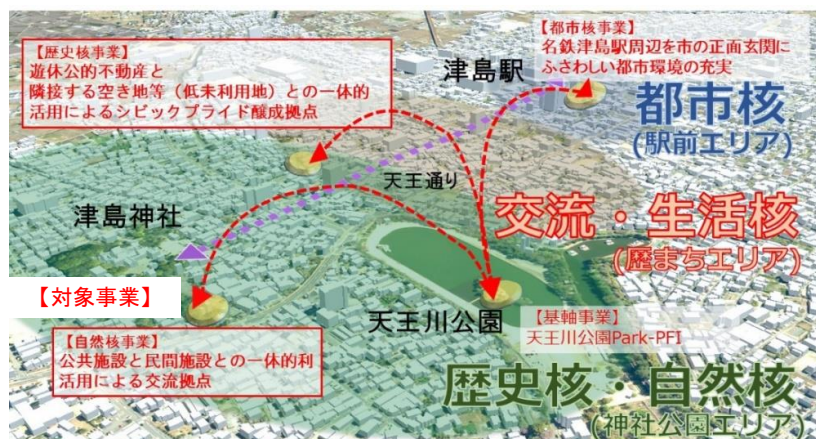 【歴史核事業】
遊休公的不動産と
隣接する空き地等（低未利用地）との一体的
活用によるシビックプライド醸成拠点
【都市核事業】
名鉄津島駅周辺を市の正面玄関に
ふさわしい都市環境の充実
津島駅
都市核
(駅前エリア)
天王通り
津島神社
交流・生活核
(歴まちエリア)
【対象事業】
天王川公園
【基軸事業】
天王川公園Park-PFI
【自然核事業】
公共施設と民間施設との一体的利
活用による交流拠点
歴史核・自然核
(神社公園エリア)